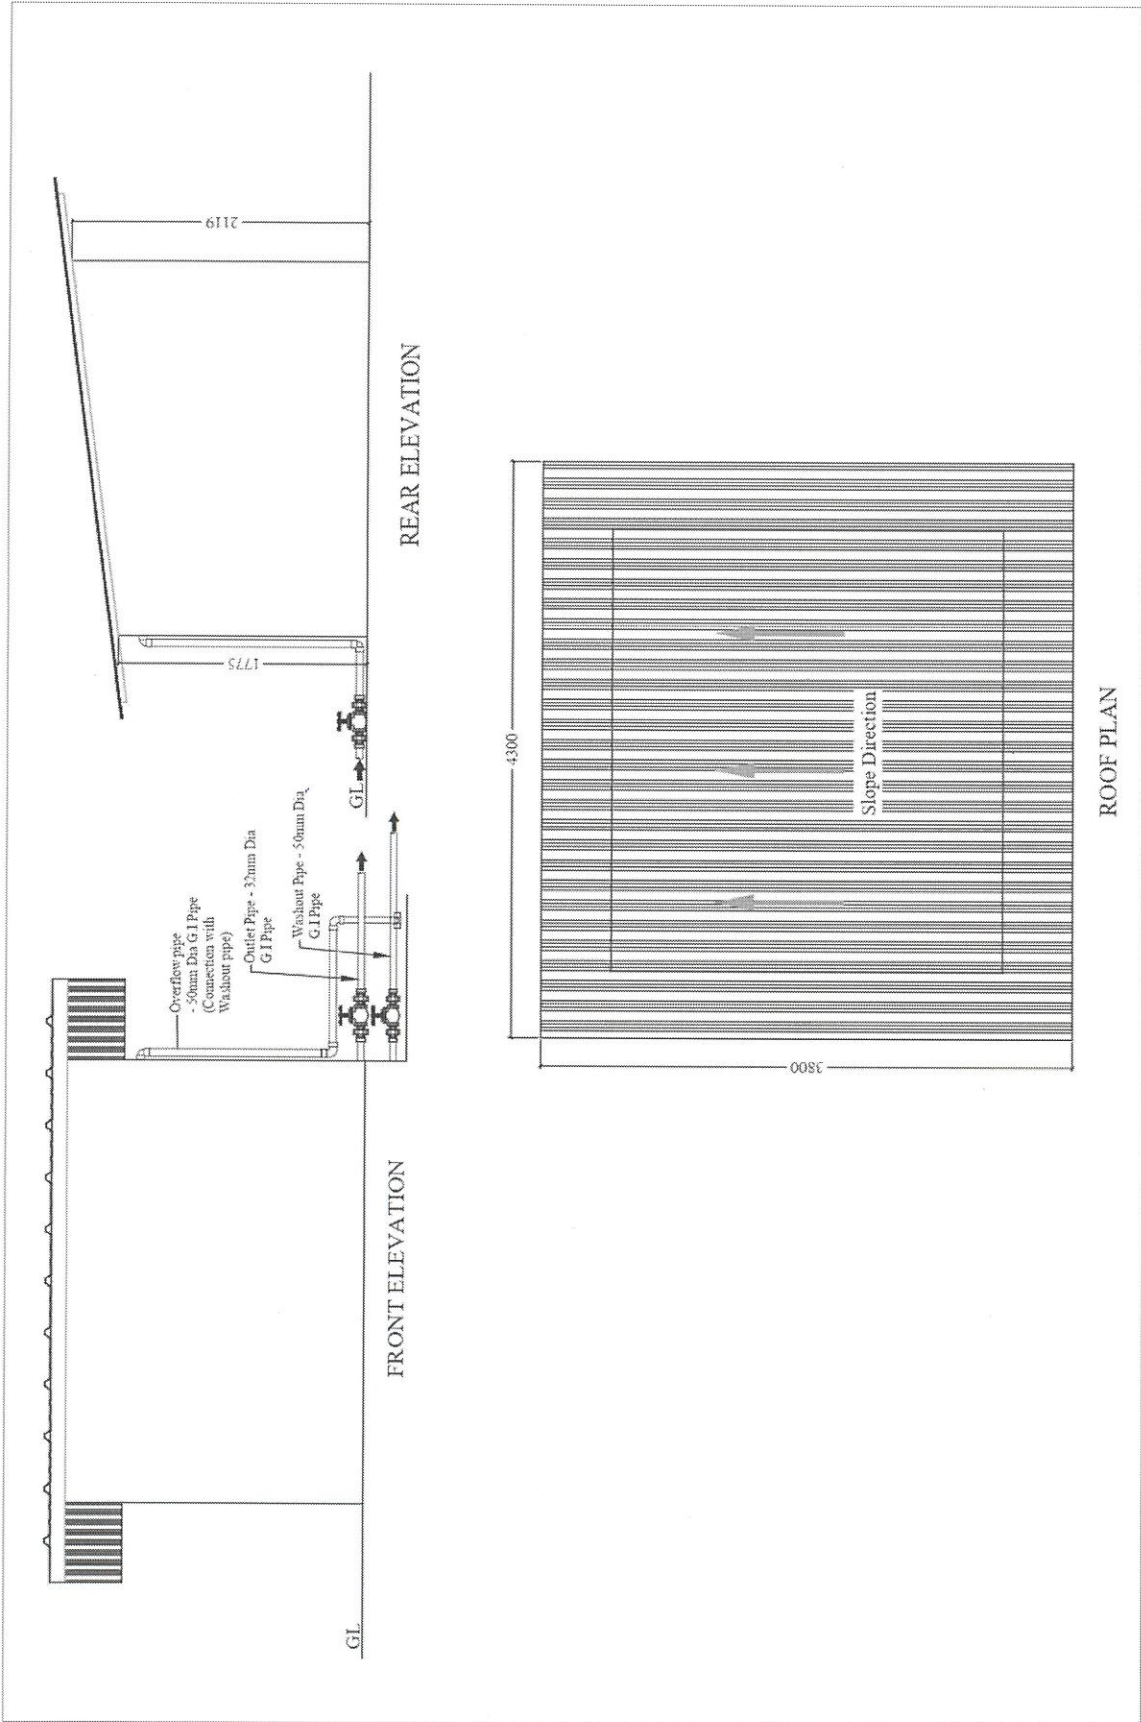 Overflow pipe
- 50mm Dia G I Pipe
(Connection with
Washout pipe)
Outlet Pipe - 32mm Dia
G I Pipe
Washout Pipe - 50mm Dia
G.I Pipe
GL
FRONT ELEVATION
2119
1775
GL
REAR ELEVATION
4300
3800
Slope Direction
ROOF PLAN